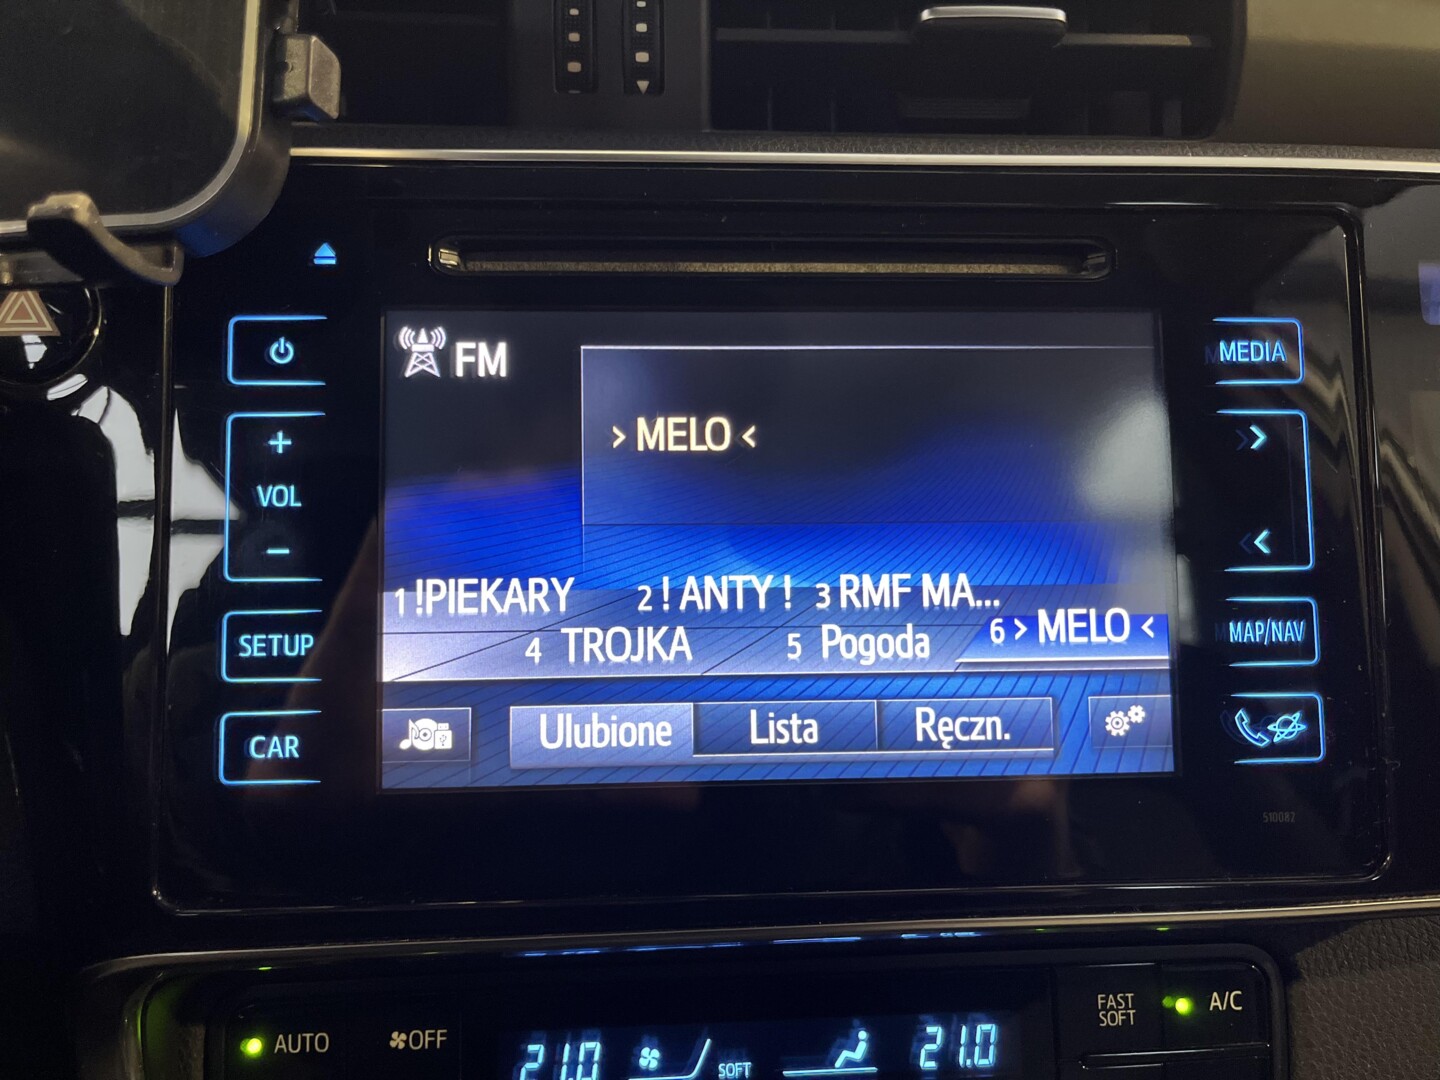 FM
> MELO <
1 !PIEKARY 2 ! ANTY ! 3 RMF MA...
4 TROJKA 5 Pogoda 6 > MELO <
Ulubione Lista Ręczn.
+
VOL
−
SETUP
CAR
MEDIA
>
<
MAP/NAV
510082
AUTO OFF
21.0 SOFT 21.0
FAST
SOFT
A/C